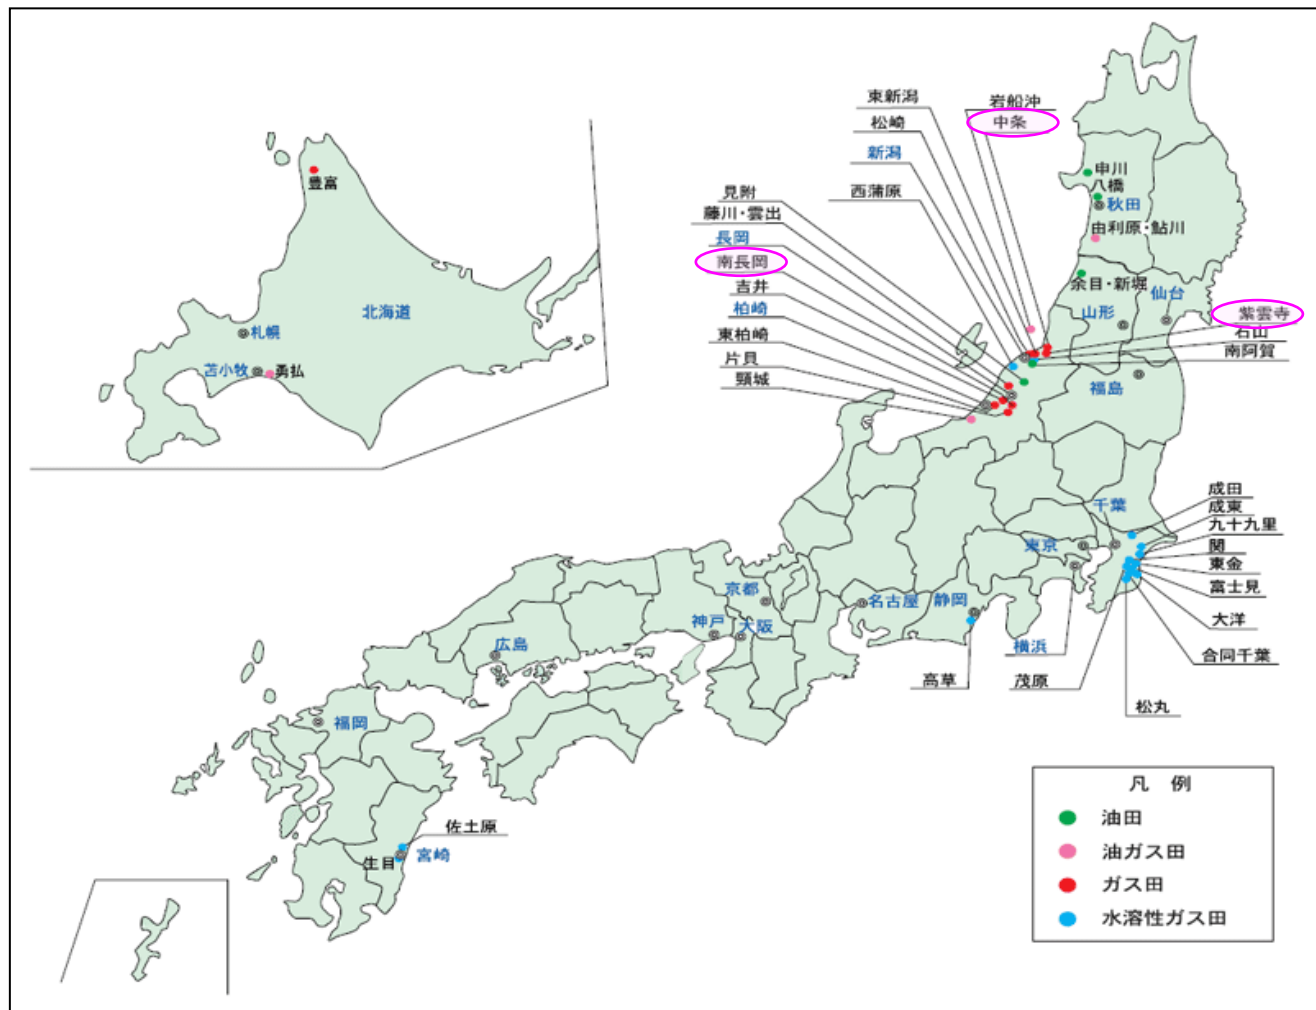 東新潟
岩船沖
松崎
中条
新潟
見附
西蒲原
藤川・雲出
長岡
南長岡
吉井
柏崎
東柏崎
片貝
頸城
申川
八橋
秋田
由利原・鮎川
余目・新堀
仙台
山形
紫雲寺
石山
南阿賀
福島
豊富
北海道
札幌
苫小牧
勇払
成田
千葉
成東
九十九里
東京
関
東金
富士見
大洋
合同千葉
京都
名古屋
静岡
神戸
大阪
横浜
広島
高草
茂原
松丸
福岡
佐土原
生目
宮崎
凡 例
油田
油ガス田
ガス田
水溶性ガス田